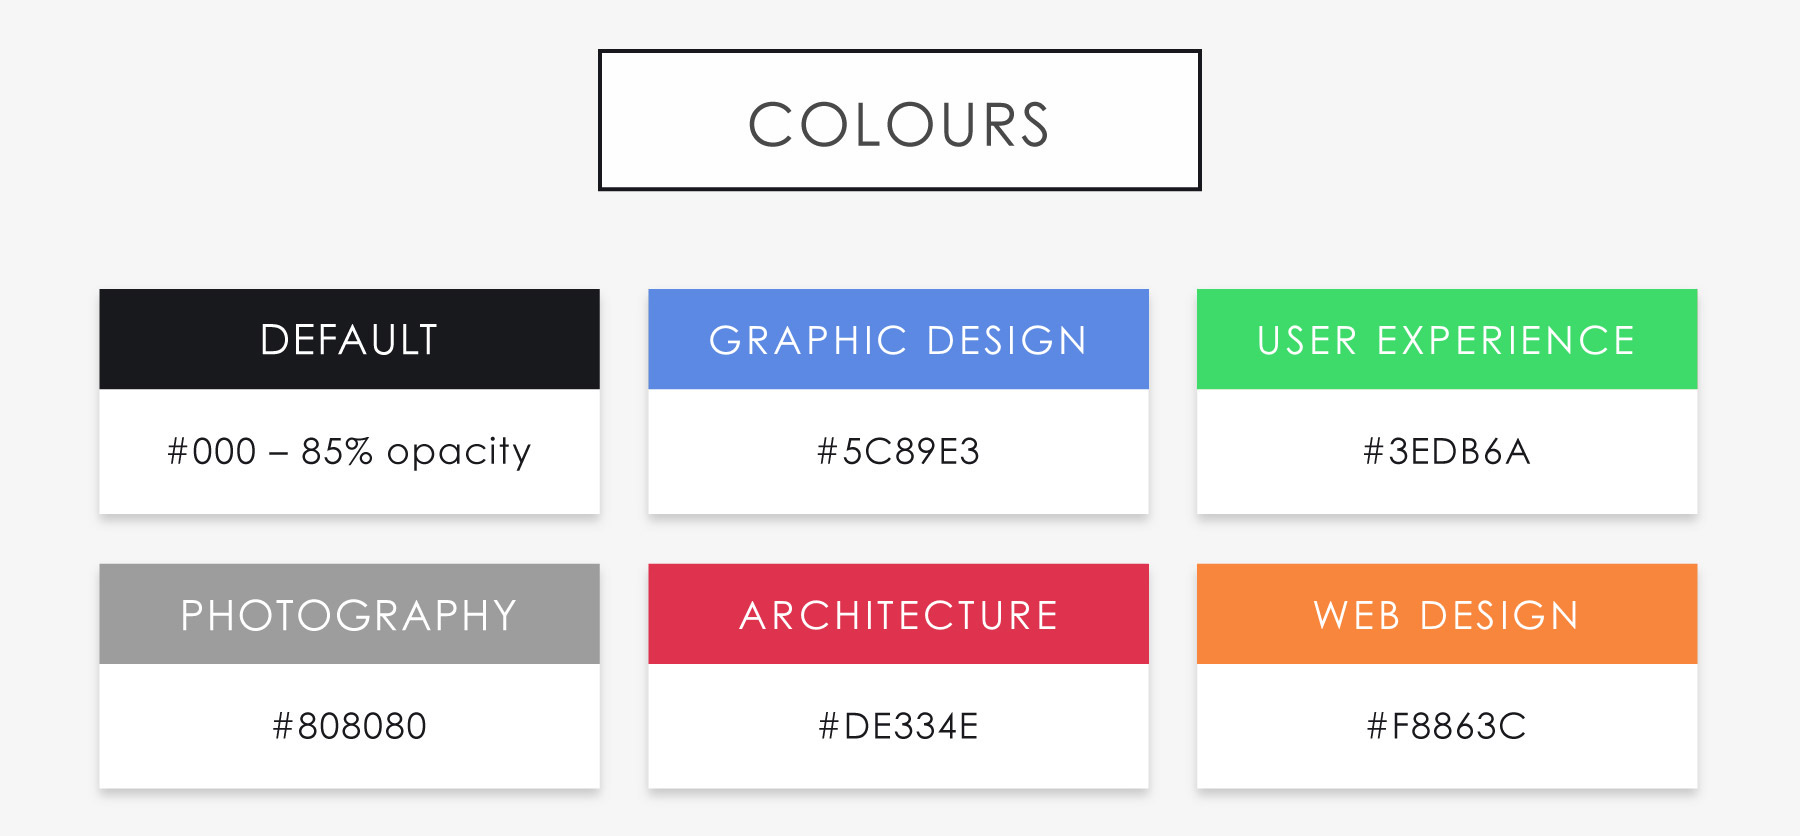 COLOURS
DEFAULT
#000 – 85% opacity
GRAPHIC DESIGN
#5C89E3
USER EXPERIENCE
#3EDB6A
PHOTOGRAPHY
#808080
ARCHITECTURE
#DE334E
WEB DESIGN
#F8863C